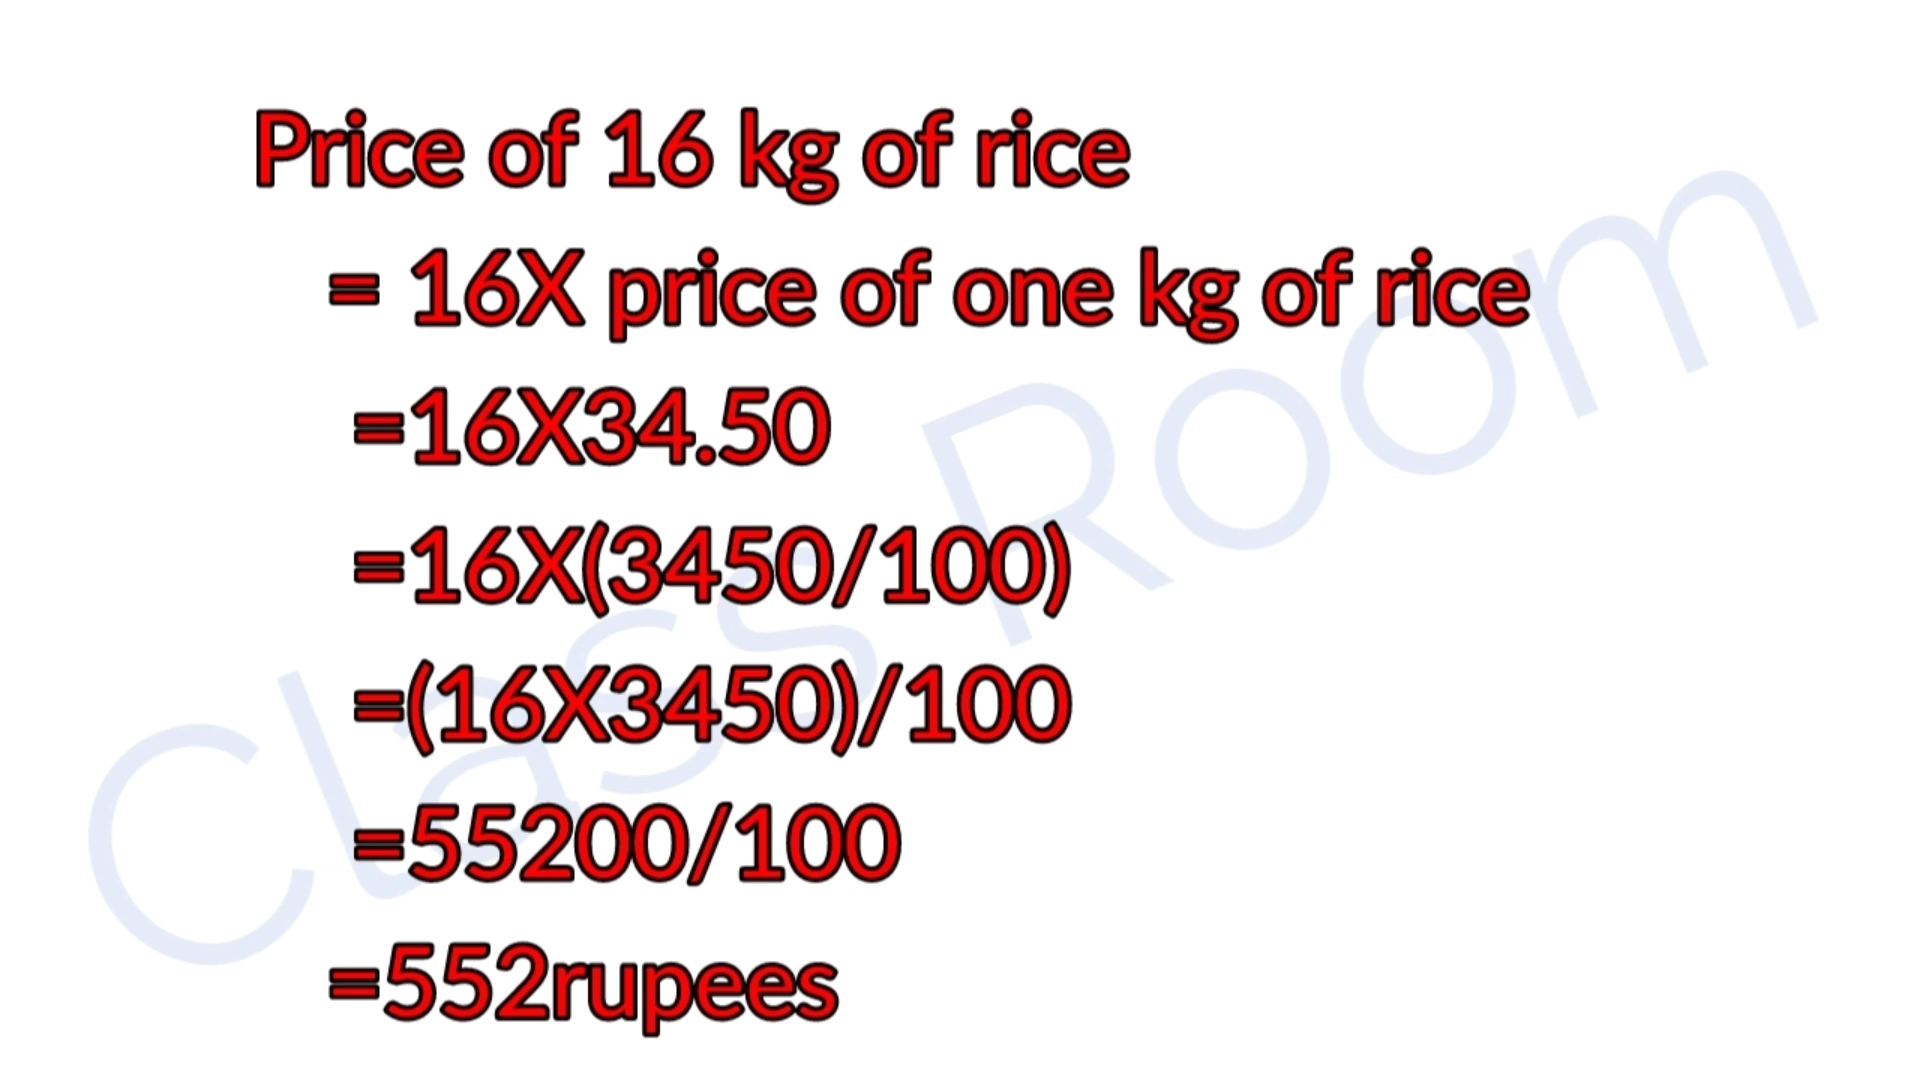 Price of 16 kg of rice
= 16X price of one kg of rice
=16X34.50
=16X(3450/100)
=(16X3450)/100
=55200/100
=552rupees
Class Room